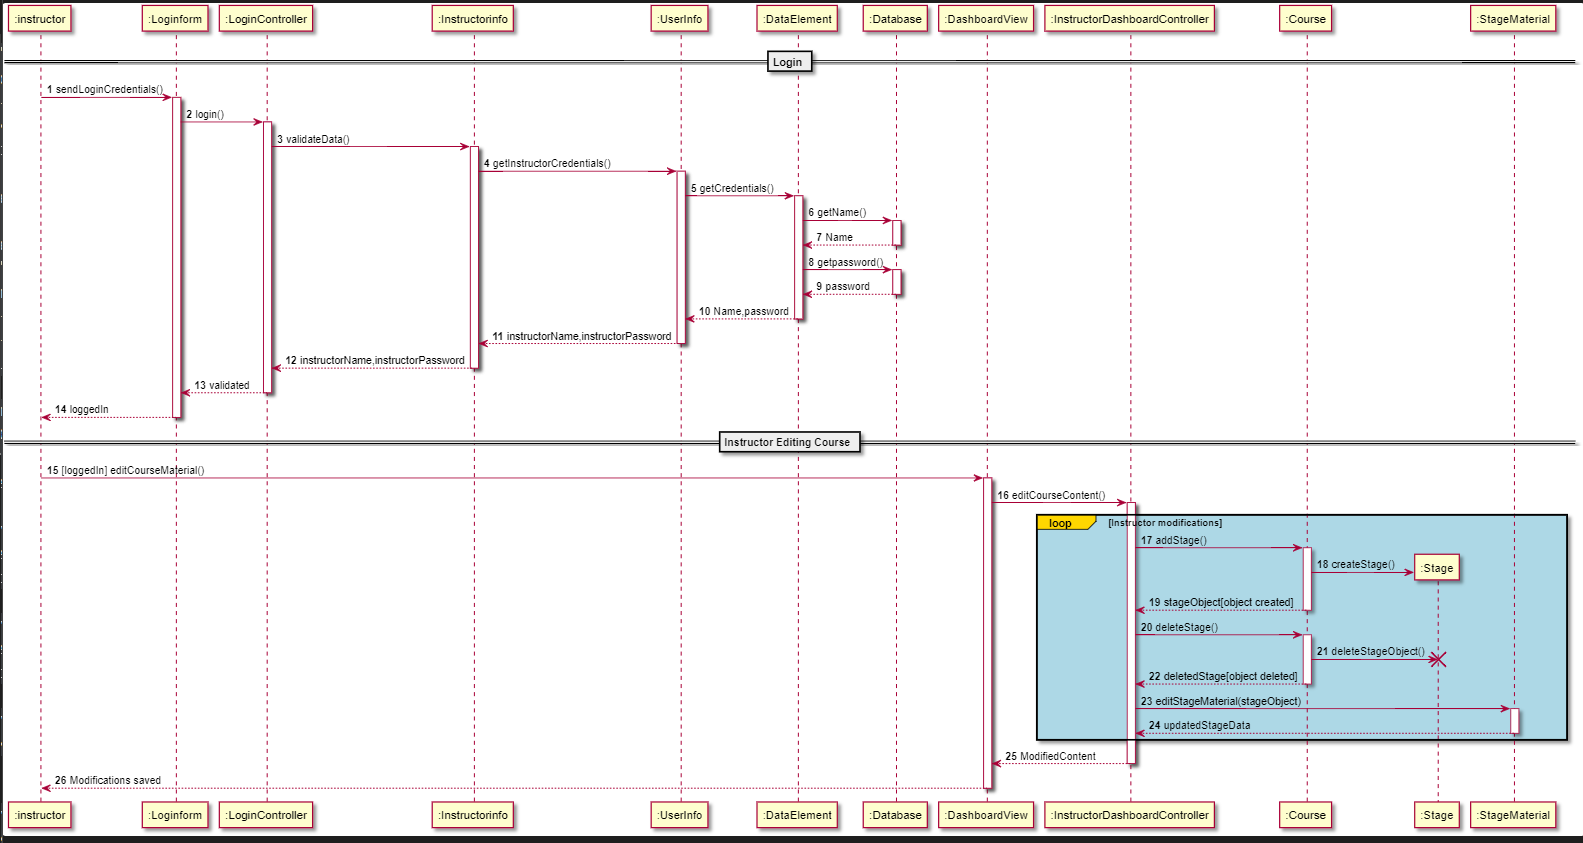 :instructor :Loginform :LoginController :Instructorinfo :UserInfo :DataElement :Database :DashboardView :InstructorDashboardController :Course :StageMaterial
Login
1 sendLoginCredentials()
2 login()
3 validateData()
4 getInstructorCredentials()
5 getCredentials()
6 getName()
7 Name
8 getpassword()
9 password
10 Name,password
11 instructorName,instructorPassword
12 instructorName,instructorPassword
13 validated
14 loggedIn
Instructor Editing Course
15 [loggedIn] editCourseMaterial()
16 editCourseContent()
loop [Instructor modifications]
17 addStage()
18 createStage() :Stage
19 stageObject[object created]
20 deleteStage()
21 deleteStageObject()
22 deletedStage[object deleted]
23 editStageMaterial(stageObject)
24 updatedStageData
25 ModifiedContent
26 Modifications saved
:instructor :Loginform :LoginController :Instructorinfo :UserInfo :DataElement :Database :DashboardView :InstructorDashboardController :Course :Stage :StageMaterial